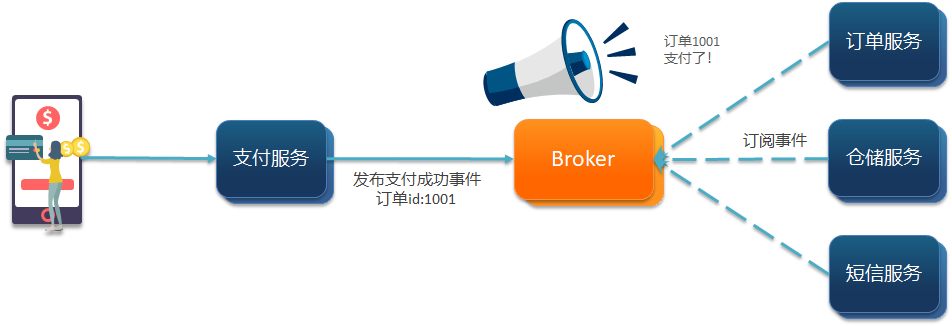 订单1001
支付了！
订单服务
支付服务
Broker
订阅事件
仓储服务
发布支付成功事件
订单id:1001
短信服务
$
$
$